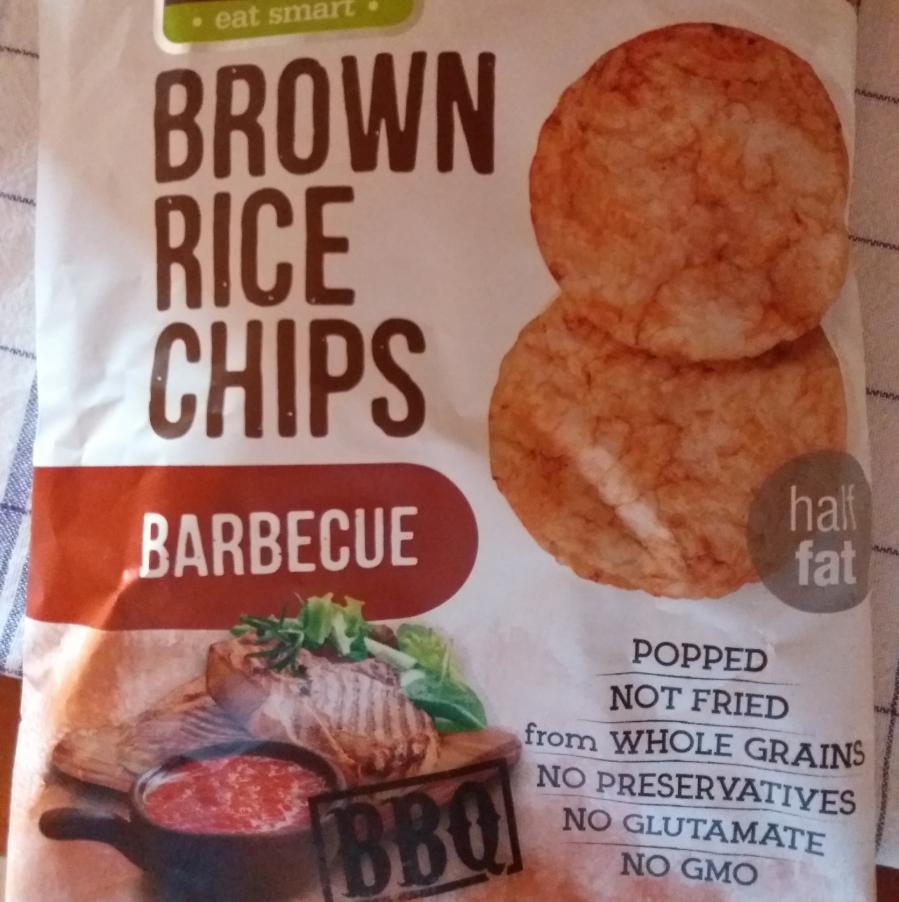 • eat smart •
BROWN
RICE
CHIPS
BARBECUE
half
fat
POPPED
NOT FRIED
from WHOLE GRAINS
NO PRESERVATIVES
NO GLUTAMATE
NO GMO
BBQ